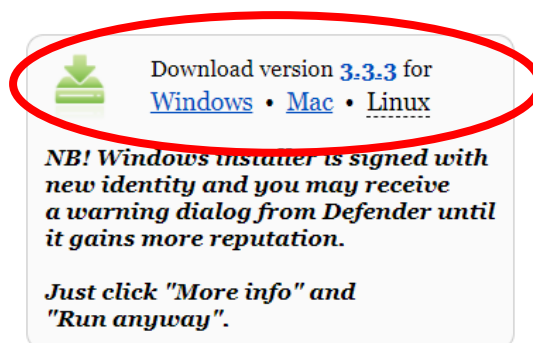 Download version 3.3.3 for
Windows • Mac • Linux
NB! Windows installer is signed with
new identity and you may receive
a warning dialog from Defender until
it gains more reputation.
Just click "More info" and
"Run anyway".